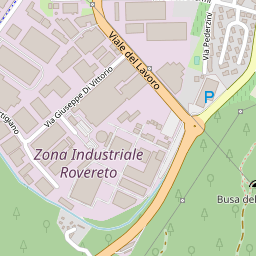 Via Pederzini
Viale del Lavoro
Via Giuseppe Di Vittorio
P
Zona Industriale
Rovereto
Busa del